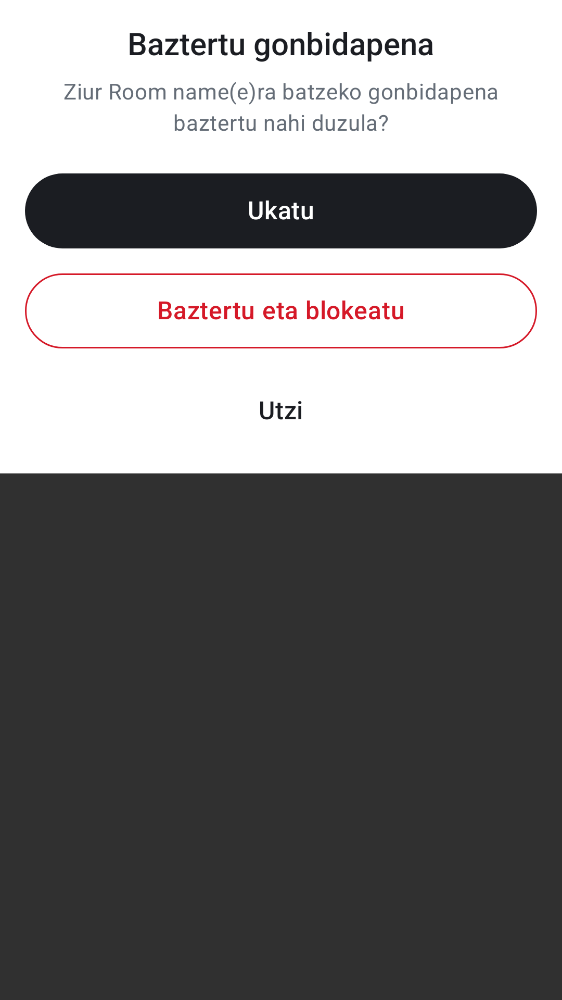 Baztertu gonbidapena
Ziur Room name(e)ra batzeko gonbidapena
baztertu nahi duzula?
Ukatu
Baztertu eta blokeatu
Utzi